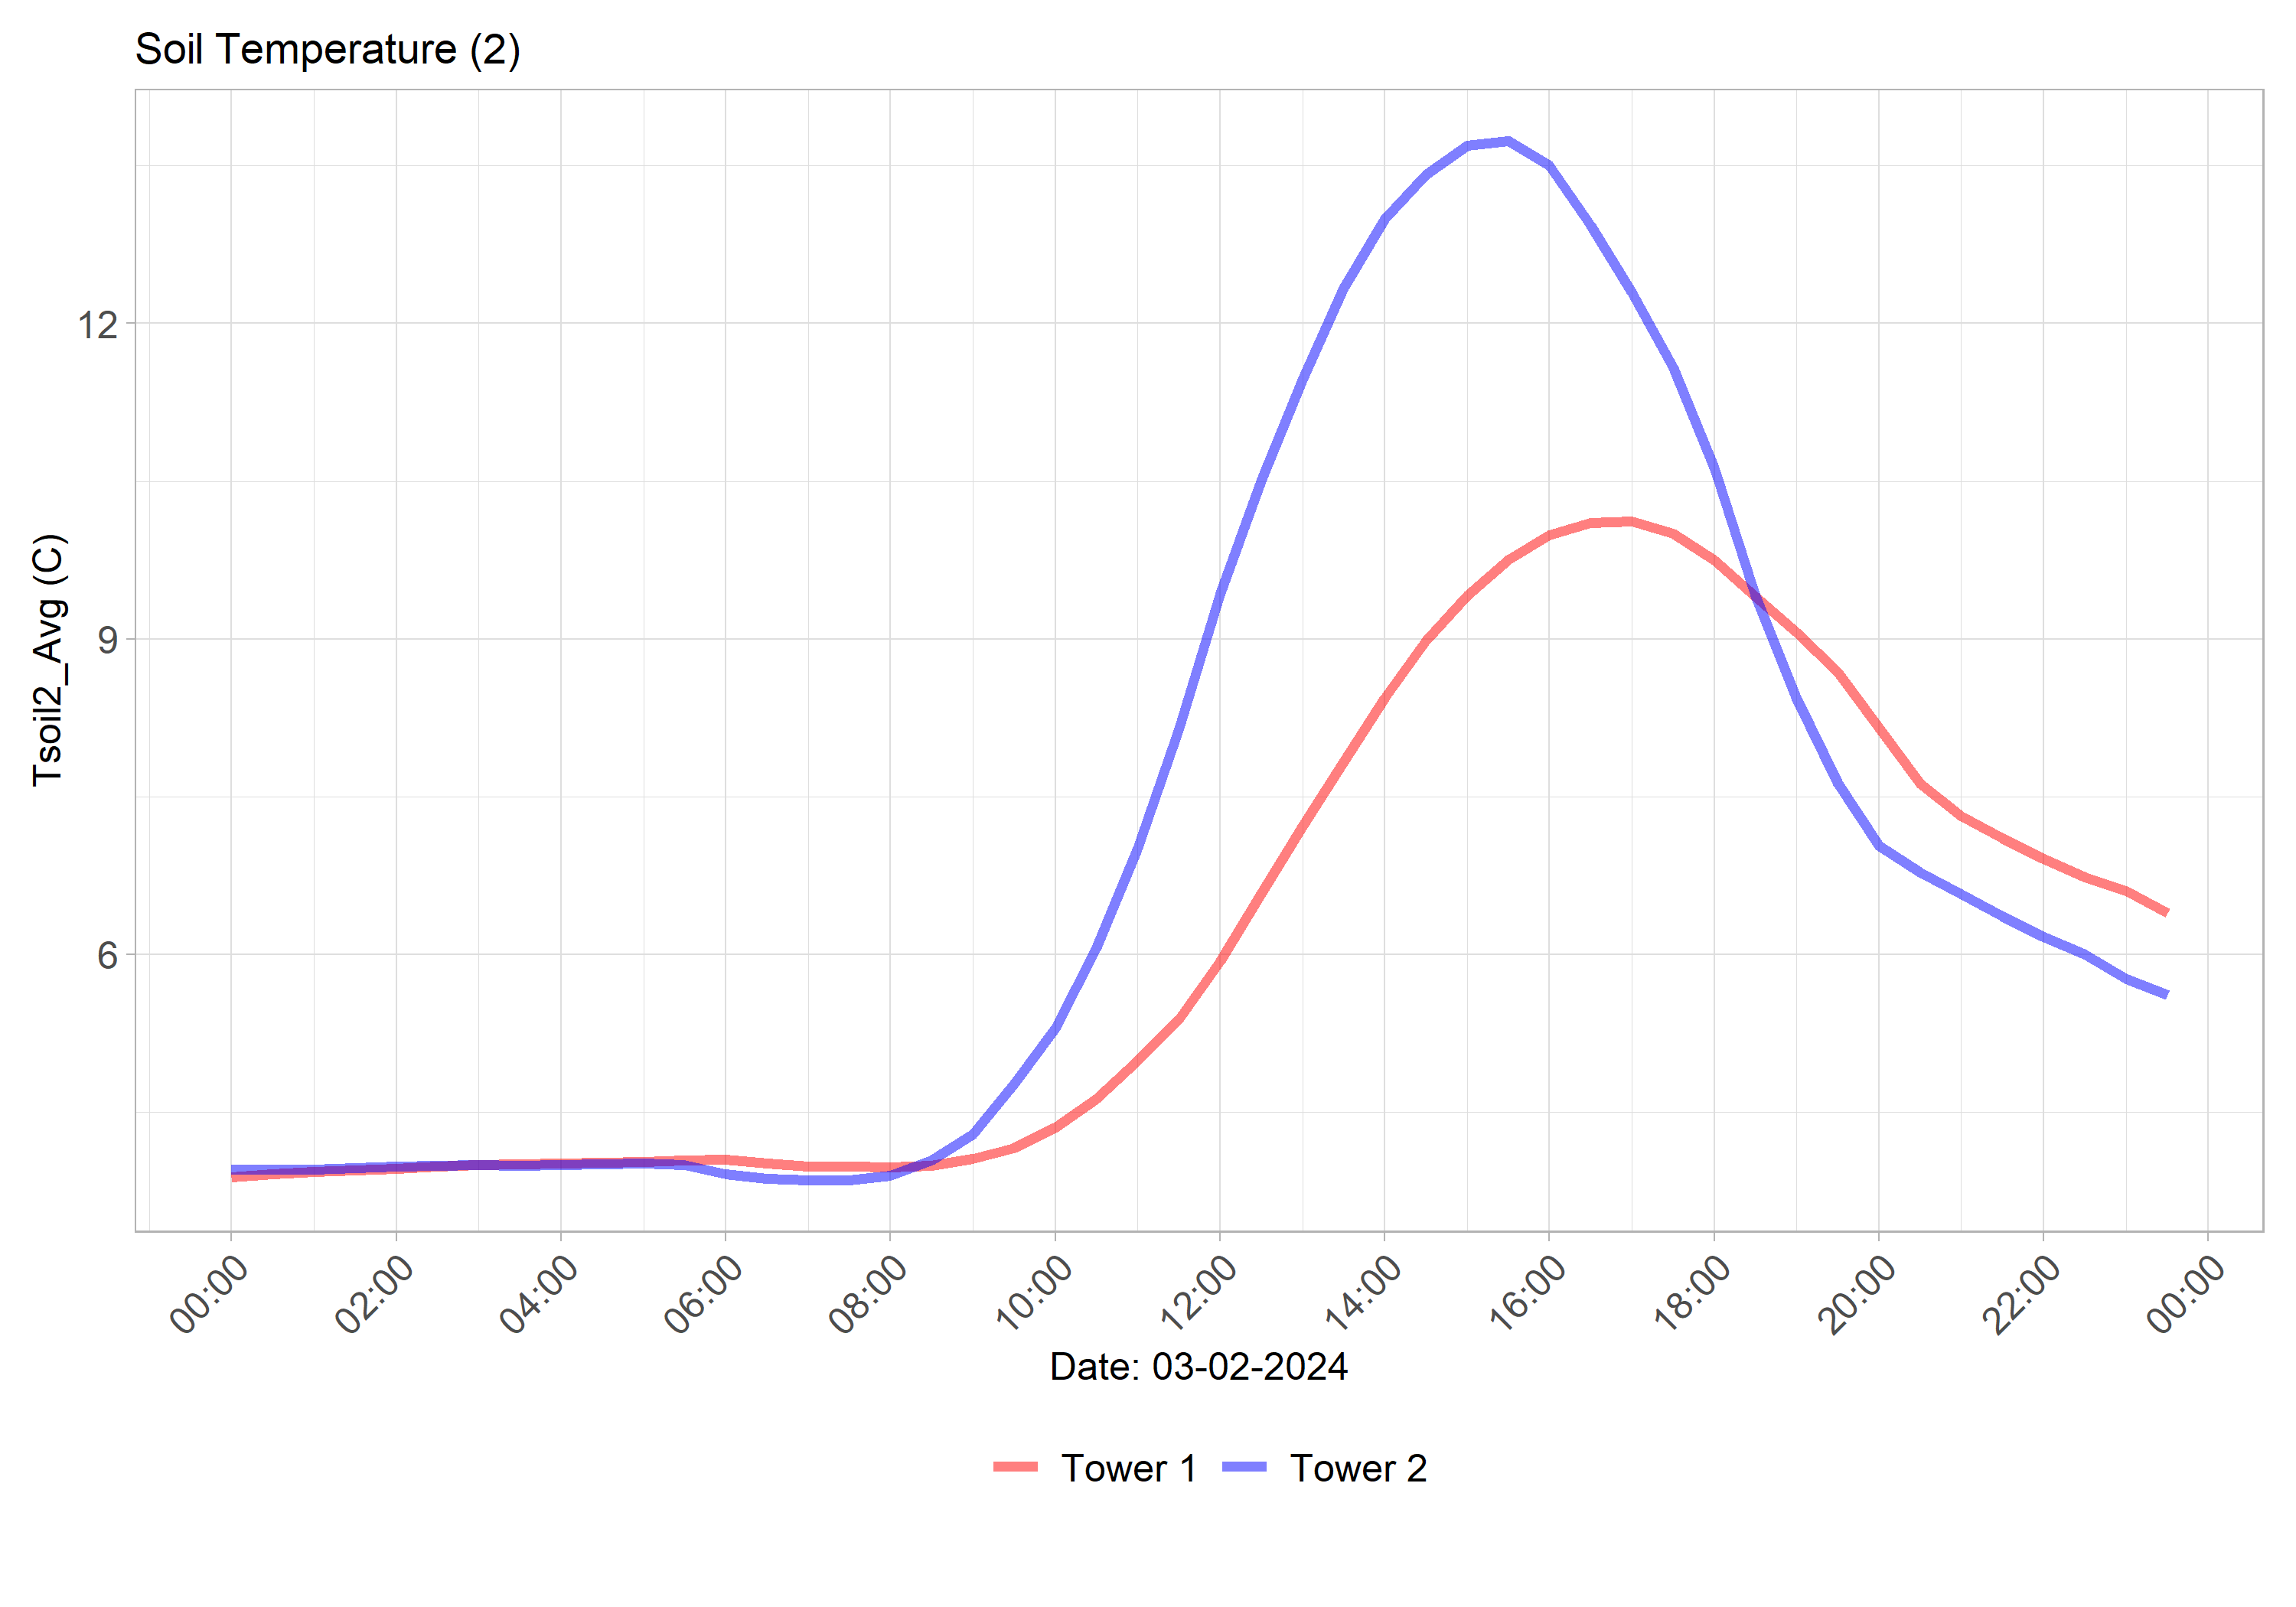 Soil Temperature (2)
Tsoil2_Avg (C)
12
9
6
00:00 02:00 04:00 06:00 08:00 10:00 12:00 14:00 16:00 18:00 20:00 22:00 00:00
Date: 03-02-2024
Tower 1 Tower 2